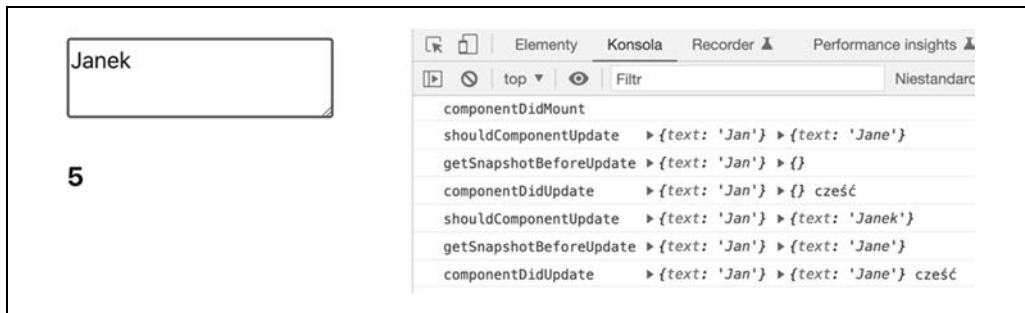 Janek
5
Elementy Konsola Recorder Performance insights
top ▼ Filtr Niestandard
componentDidMount
shouldComponentUpdate ▶ {text: 'Jan'} ▶ {text: 'Jane'}
getSnapshotBeforeUpdate ▶ {text: 'Jan'} ▶ {}
componentDidUpdate ▶ {text: 'Jan'} ▶ {} cześć
shouldComponentUpdate ▶ {text: 'Jan'} ▶ {text: 'Janek'}
getSnapshotBeforeUpdate ▶ {text: 'Jan'} ▶ {text: 'Jane'}
componentDidUpdate ▶ {text: 'Jan'} ▶ {text: 'Jane'} cześć